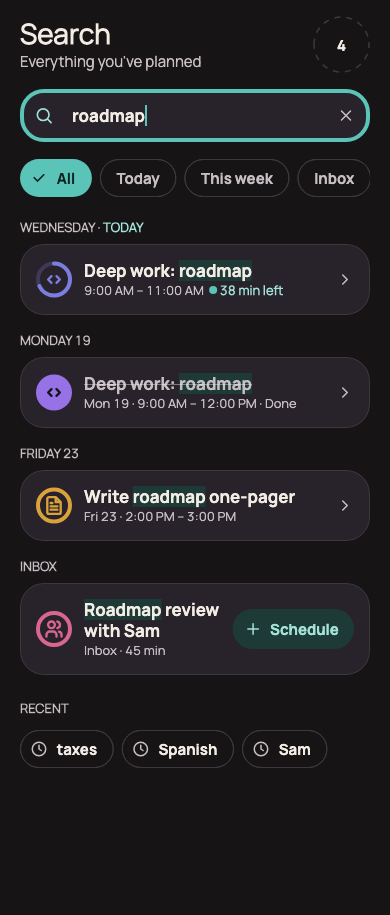 Search
Everything you've planned
4
roadmap
All
Today
This week
Inbox
WEDNESDAY · TODAY
Deep work: roadmap
9:00 AM – 11:00 AM 38 min left
MONDAY 19
Deep work: roadmap
Mon 19 · 9:00 AM – 12:00 PM · Done
FRIDAY 23
Write roadmap one-pager
Fri 23 · 2:00 PM – 3:00 PM
INBOX
Roadmap review
with Sam
Inbox · 45 min
Schedule
RECENT
taxes
Spanish
Sam